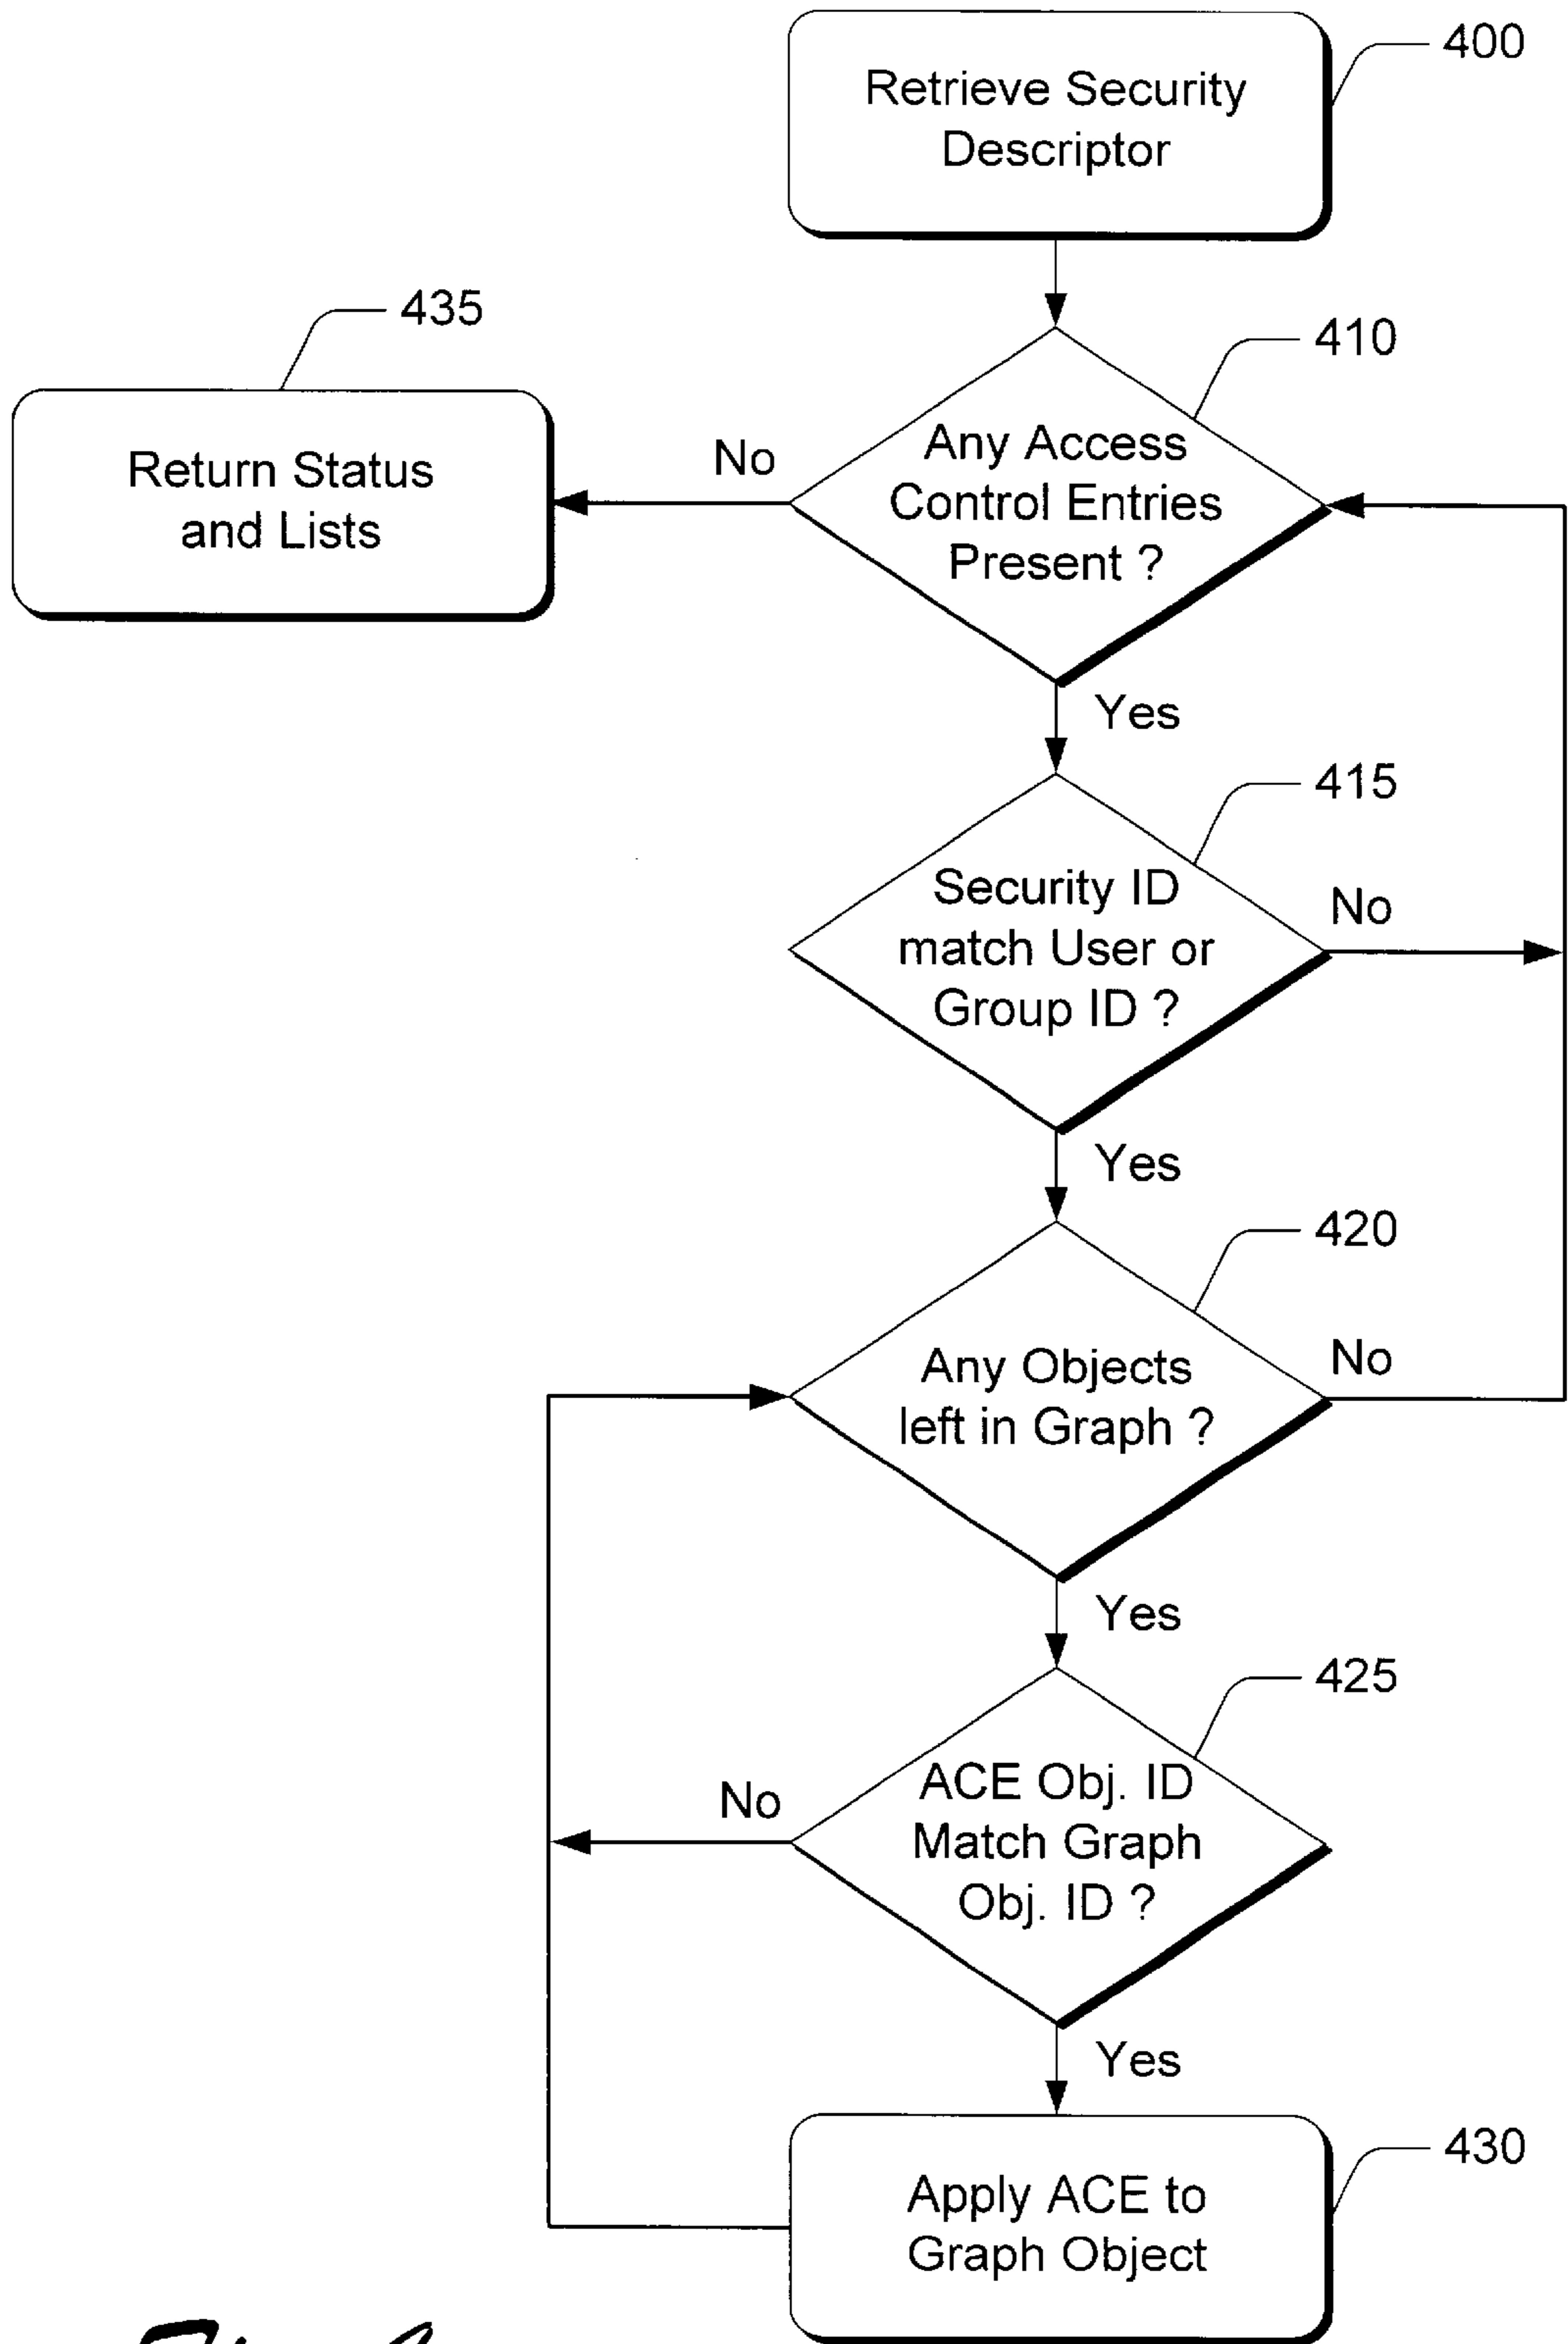 400
Retrieve Security
Descriptor
435
410
Return Status
and Lists
No
Any Access
Control Entries
Present ?
Yes
415
Security ID
match User or
Group ID ?
No
Yes
420
Any Objects
left in Graph ?
No
Yes
425
No
ACE Obj. ID
Match Graph
Obj. ID ?
Yes
430
Apply ACE to
Graph Object